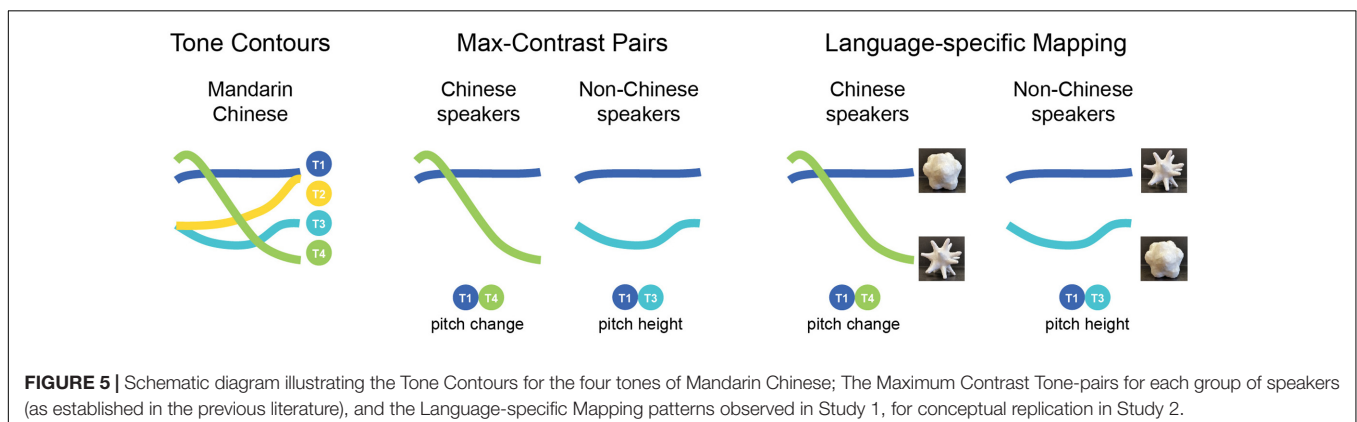 Tone Contours
Max-Contrast Pairs
Language-specific Mapping
Mandarin
Chinese
Chinese
speakers
Non-Chinese
speakers
Chinese
speakers
Non-Chinese
speakers
T1
T2
T3
T4
T1 T4
pitch change
T1 T3
pitch height
T1 T4
pitch change
T1 T3
pitch height
FIGURE 5 | Schematic diagram illustrating the Tone Contours for the four tones of Mandarin Chinese; The Maximum Contrast Tone-pairs for each group of speakers
(as established in the previous literature), and the Language-specific Mapping patterns observed in Study 1, for conceptual replication in Study 2.